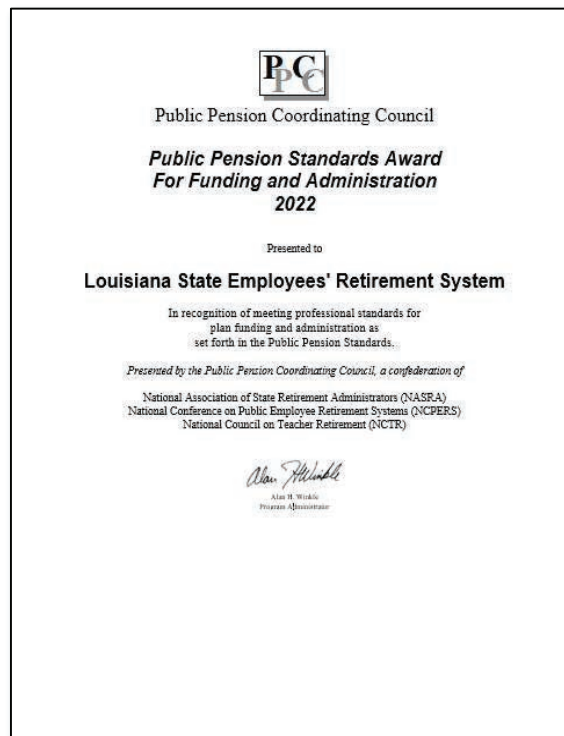 PPCC
Public Pension Coordinating Council
Public Pension Standards Award
For Funding and Administration
2022
Presented to
Louisiana State Employees' Retirement System
In recognition of meeting professional standards for
plan funding and administration as
set forth in the Public Pension Standards.
Presented by the Public Pension Coordinating Council, a confederation of
National Association of State Retirement Administrators (NASRA)
National Conference on Public Employee Retirement Systems (NCPERS)
National Council on Teacher Retirement (NCTR)
Alan H. Winkle
Alan H. Winkle
Program Administrator